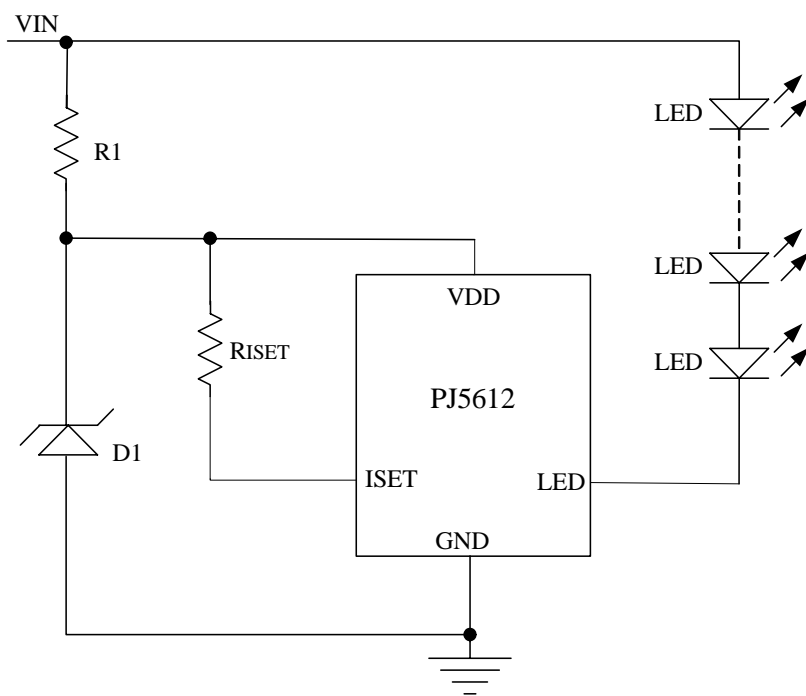 VIN
LED
R1
LED
VDD
RISET
LED
PJ5612
D1
ISET
LED
GND